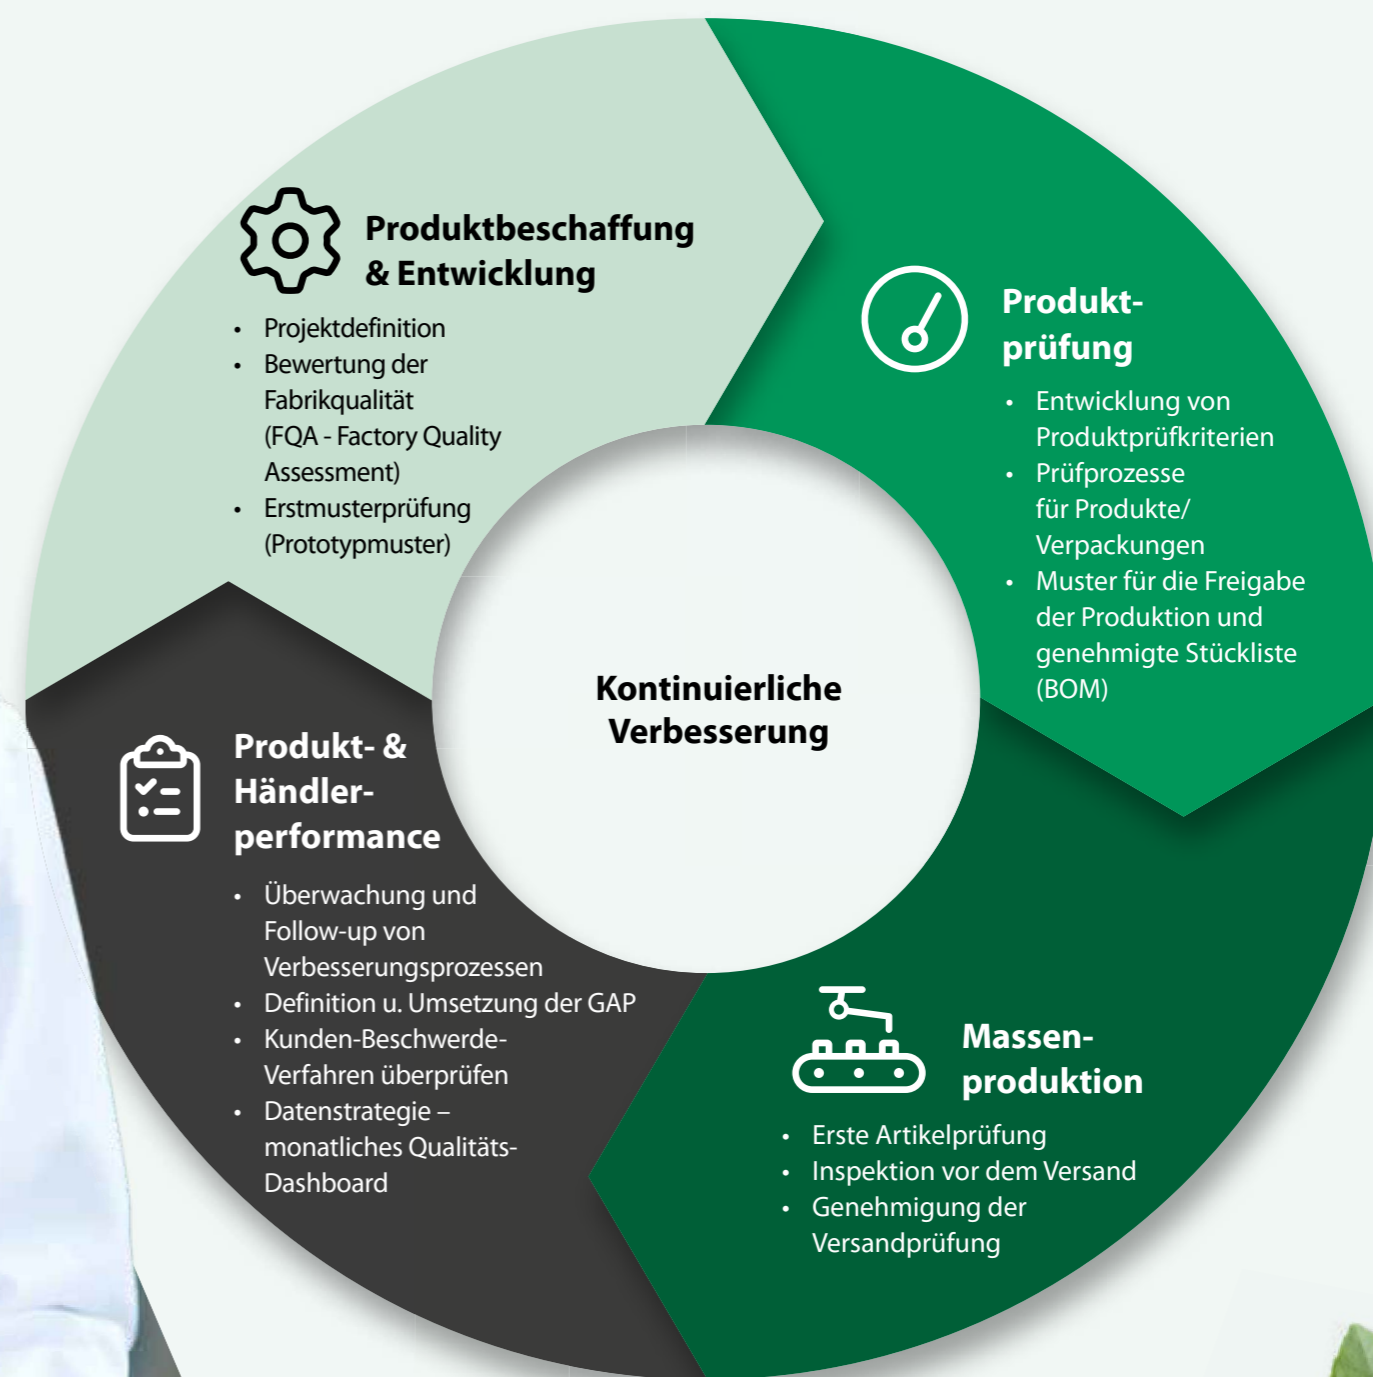 Produktbeschaffung
& Entwicklung
• Projektdefinition
• Bewertung der
Fabrikqualität
(FQA - Factory Quality
Assessment)
• Erstmusterprüfung
(Prototypmuster)
Produkt-
prüfung
• Entwicklung von
Produktprüfkriterien
• Prüfprozesse
für Produkte/
Verpackungen
• Muster für die Freigabe
der Produktion und
genehmigte Stückliste
(BOM)
Kontinuierliche
Verbesserung
Massen-
produktion
• Erste Artikelprüfung
• Inspektion vor dem Versand
• Genehmigung der
Versandprüfung
Produkt- &
Händler-
performance
• Überwachung und
Follow-up von
Verbesserungsprozessen
• Definition u. Umsetzung der GAP
• Kunden-Beschwerde-
Verfahren überprüfen
• Datenstrategie –
monatliches Qualitäts-
Dashboard